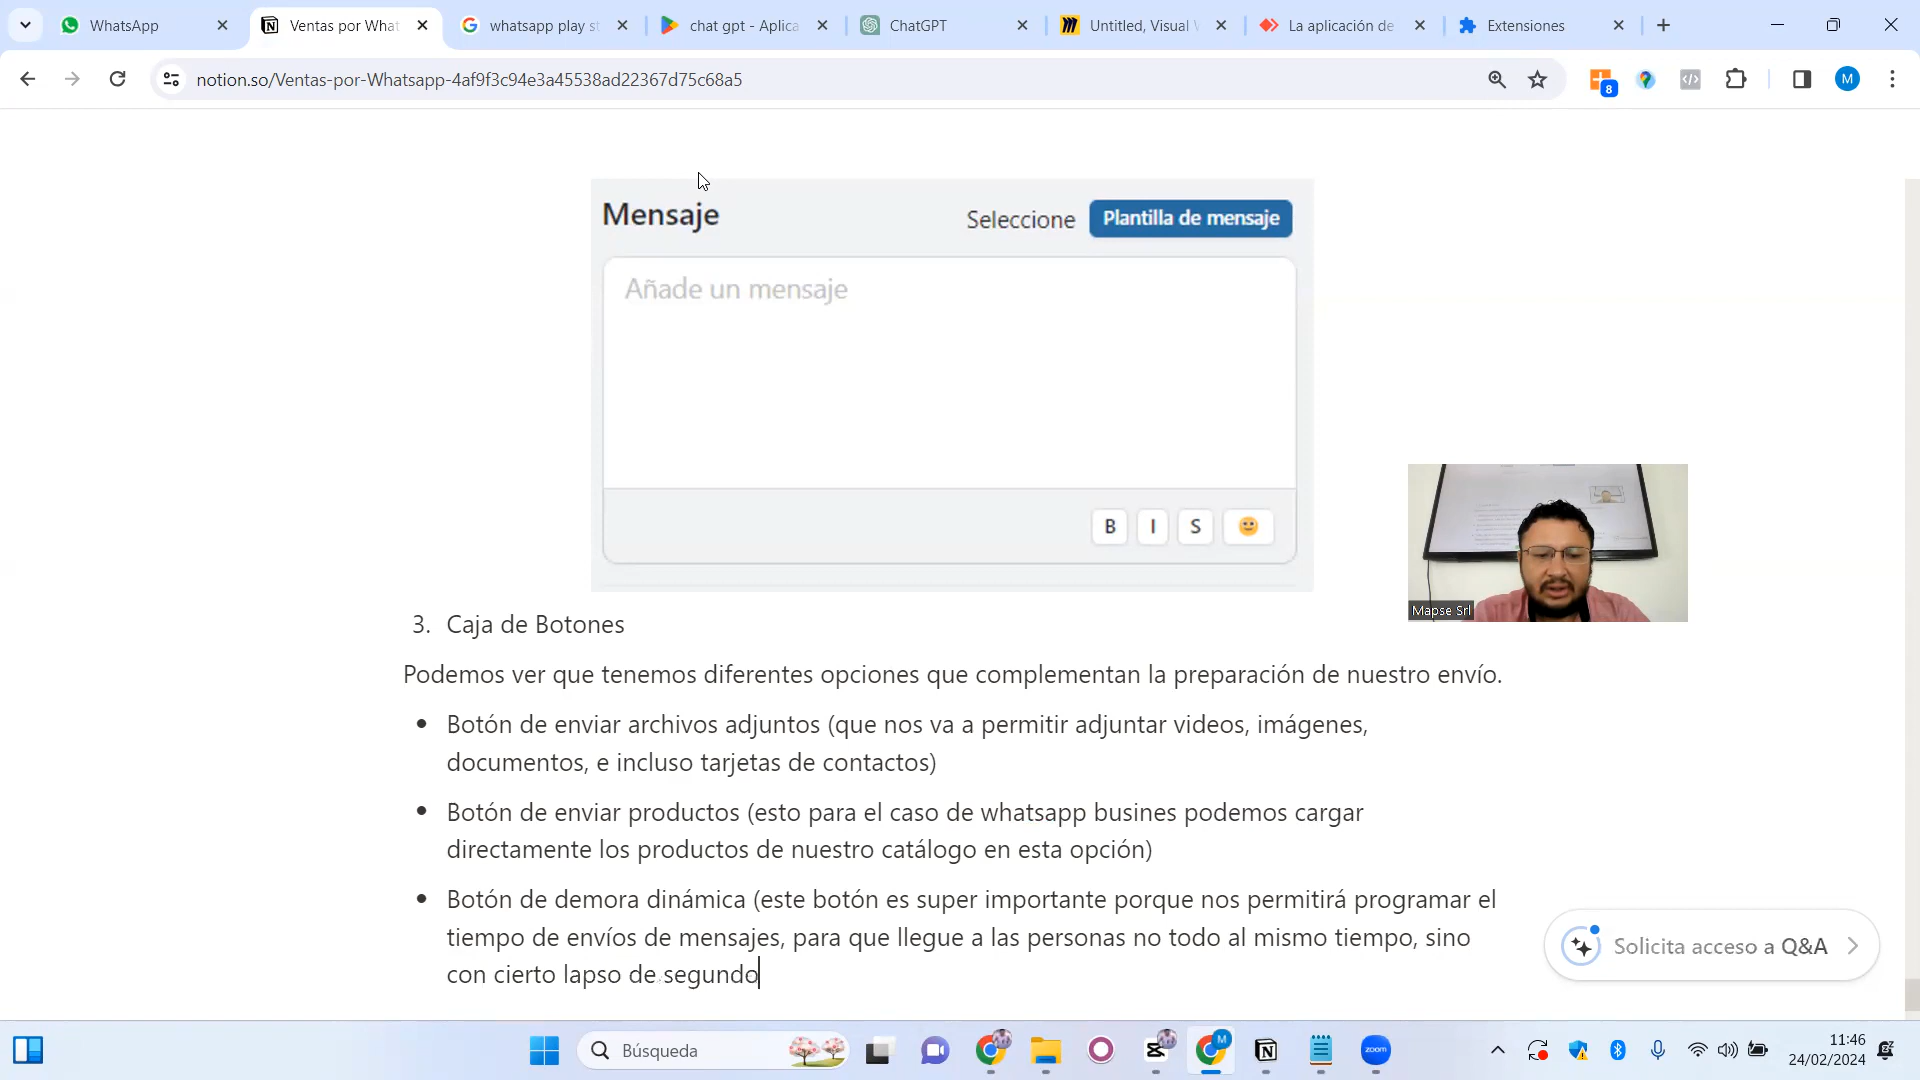 WhatsApp
Ventas por What
whatsapp play st
chat gpt - Aplica
ChatGPT
Untitled, Visual
La aplicación de
Extensiones
notion.so/Ventas-por-Whatsapp-4af9f3c94e3a45538ad22367d75c68a5
8
M
Mensaje
Seleccione
Plantilla de mensaje
Añade un mensaje
B I S
Mapse Srl
3. Caja de Botones
Podemos ver que tenemos diferentes opciones que complementan la preparación de nuestro envío.
• Botón de enviar archivos adjuntos (que nos va a permitir adjuntar videos, imágenes,
documentos, e incluso tarjetas de contactos)
• Botón de enviar productos (esto para el caso de whatsapp busines podemos cargar
directamente los productos de nuestro catálogo en esta opción)
• Botón de demora dinámica (este botón es super importante porque nos permitirá programar el
tiempo de envíos de mensajes, para que llegue a las personas no todo al mismo tiempo, sino
con cierto lapso de segundo
Solicita acceso a Q&A
Búsqueda
M
zoom
11:46
24/02/2024